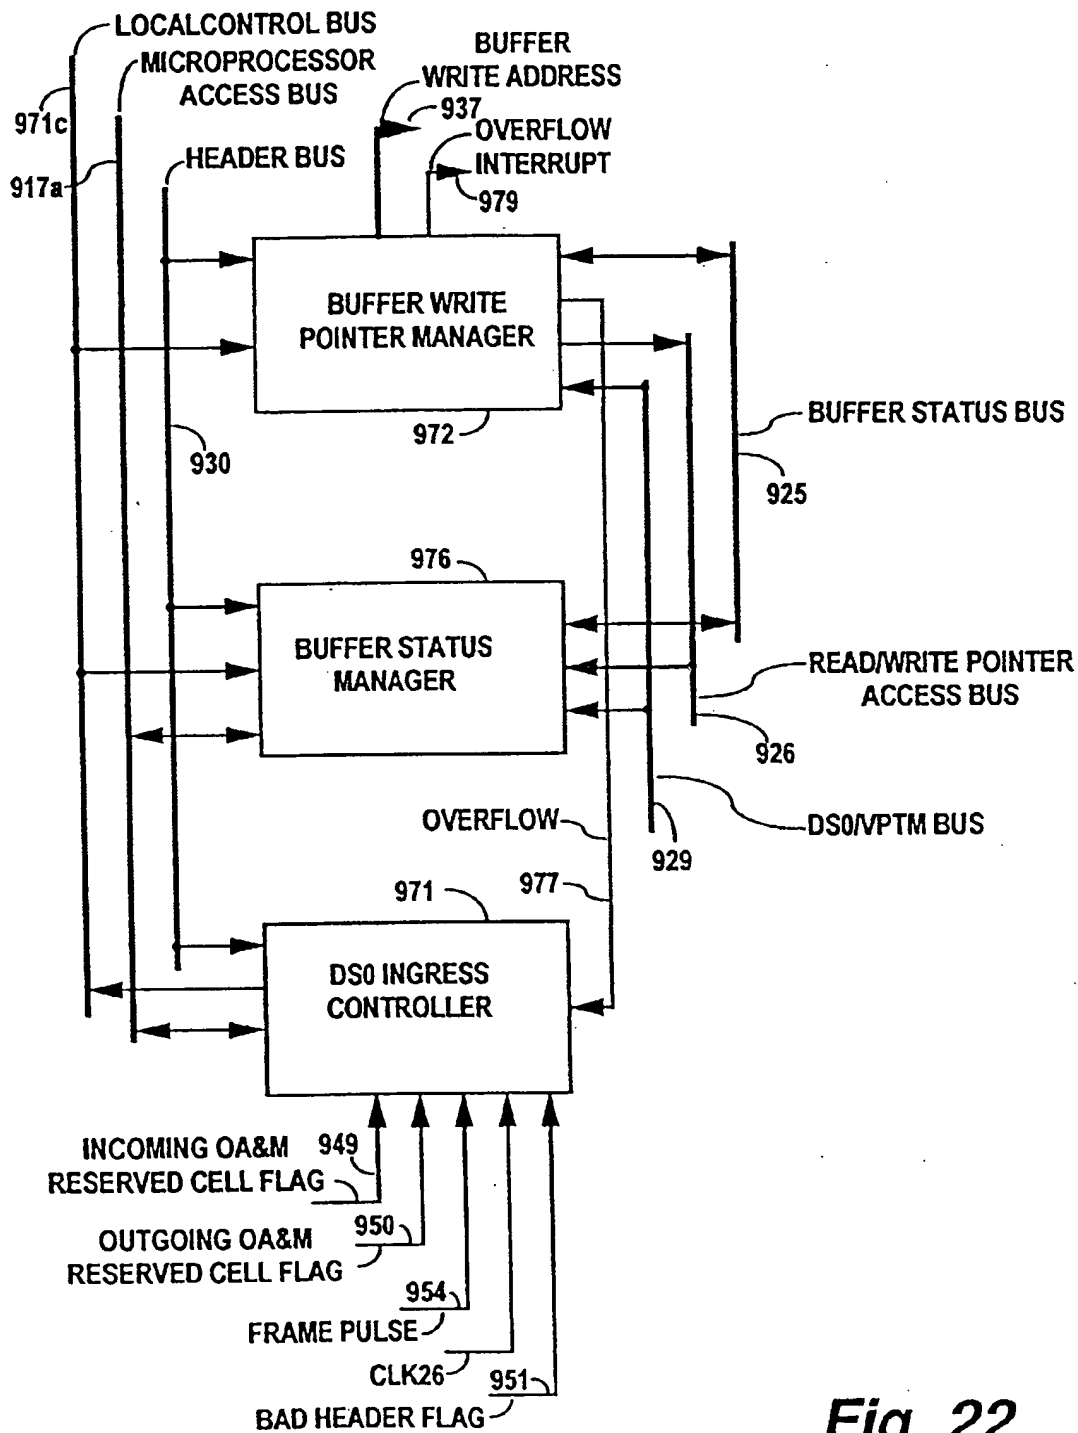 LOCALCONTROL BUS
MICROPROCESSOR
ACCESS BUS
BUFFER
WRITE ADDRESS
937
OVERFLOW
INTERRUPT
979
971c
917a
HEADER BUS
BUFFER WRITE
POINTER MANAGER
972
930
BUFFER STATUS BUS
925
976
BUFFER STATUS
MANAGER
READ/WRITE POINTER
ACCESS BUS
926
OVERFLOW
DS0/VPTM BUS
929
977
971
DS0 INGRESS
CONTROLLER
INCOMING OA&M
RESERVED CELL FLAG
949
OUTGOING OA&M
RESERVED CELL FLAG
950
954
FRAME PULSE
CLK26
951
BAD HEADER FLAG
Fig. 22